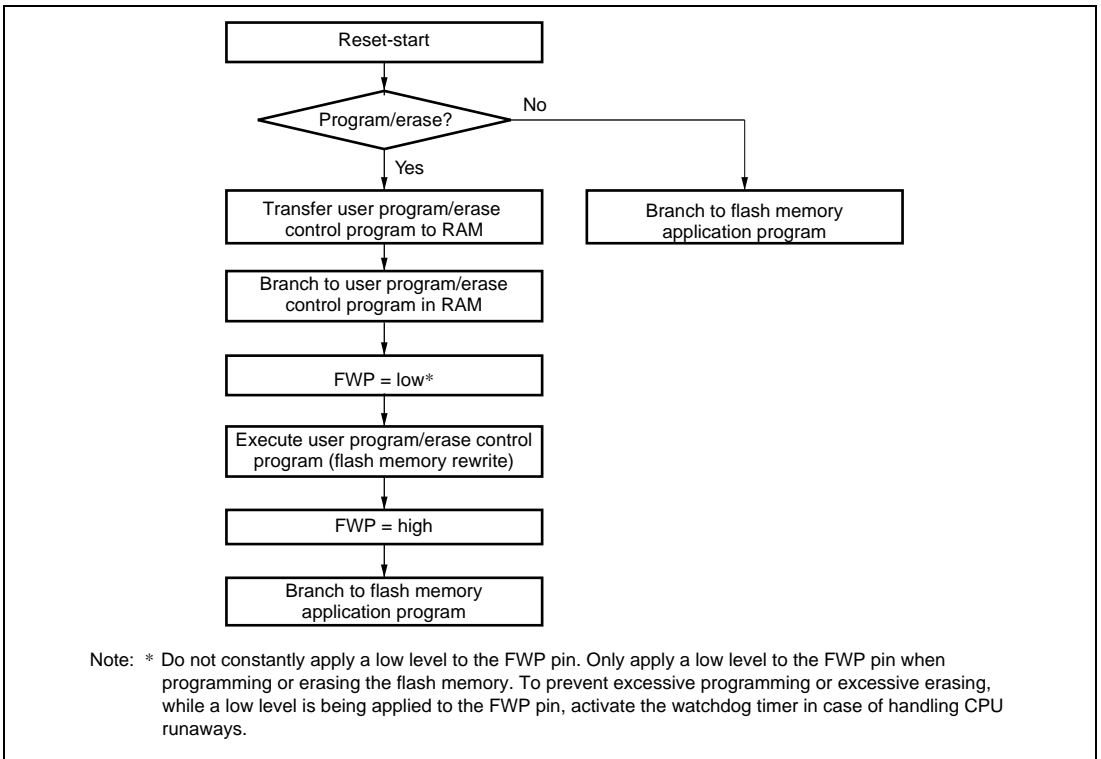 Reset-start
Program/erase?
No
Yes
Transfer user program/erase
control program to RAM
Branch to flash memory
application program
Branch to user program/erase
control program in RAM
FWP = low*
Execute user program/erase control
program (flash memory rewrite)
FWP = high
Branch to flash memory
application program
Note: * Do not constantly apply a low level to the FWP pin. Only apply a low level to the FWP pin when
programming or erasing the flash memory. To prevent excessive programming or excessive erasing,
while a low level is being applied to the FWP pin, activate the watchdog timer in case of handling CPU
runaways.